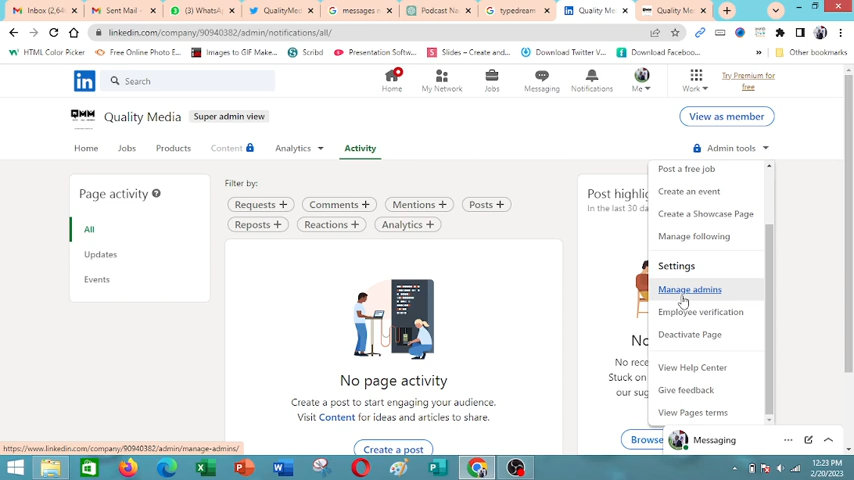 Inbox (2,64
Sent Mail
(3) WhatsA
QualityMed
messages r
Podcast Na
typedream
Quality Me
Quality Me
linkedin.com/company/90940382/admin/notifications/all/
HTML Color Picker
Free Online Photo E...
Images to GIF Make...
Scribd
Presentation Softwar...
Slides – Create and...
Download Twitter V...
Download Faceboo...
»
Other bookmarks
in
Search
Home
My Network
Jobs
Messaging
Notifications
Me
Work
Try Premium for
free
QMM
Quality Media
Super admin view
View as member
Home
Jobs
Products
Content
Analytics
Activity
Admin tools
Page activity
All
Updates
Events
Filter by:
Requests +
Comments +
Mentions +
Posts +
Reposts +
Reactions +
Analytics +
No page activity
Create a post to start engaging your audience.
Visit Content for ideas and articles to share.
Create a post
Post highli
In the last 30 da
No
No rece
Stuck on
our sug
Browse
Post a free job
Create an event
Create a Showcase Page
Manage following
Settings
Manage admins
Employee verification
Deactivate Page
View Help Center
Give feedback
View Pages terms
Messaging
https://www.linkedin.com/company/90940382/admin/manage-admins/
12:23 PM
2/20/2023